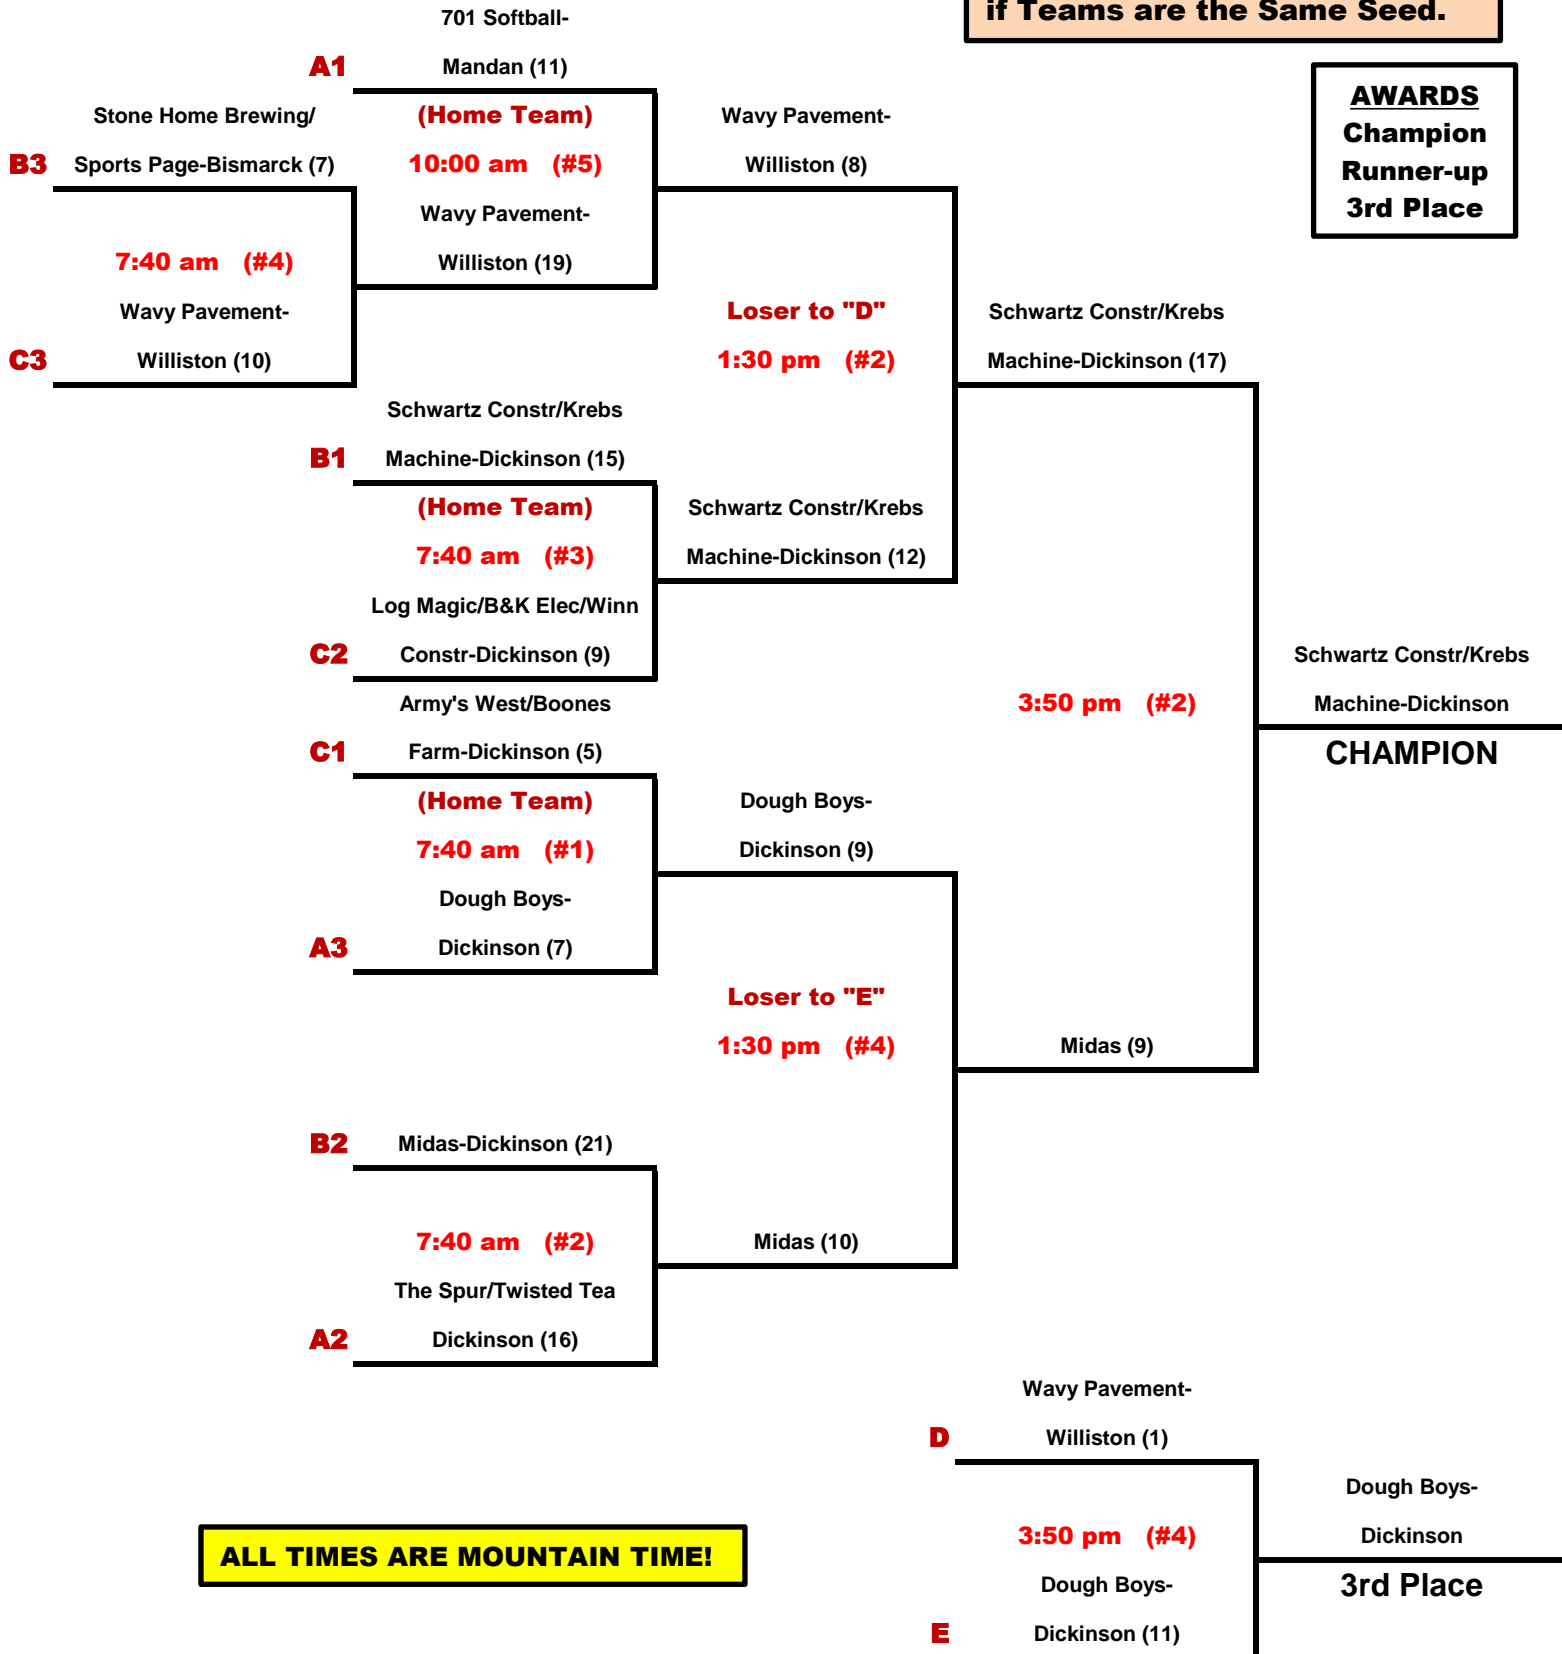 if Teams are the Same Seed.
701 Softball-
A1 Mandan (11)
AWARDS
Champion
Runner-up
3rd Place
Stone Home Brewing/
B3 Sports Page-Bismarck (7)
(Home Team)
10:00 am (#5)
Wavy Pavement-
Williston (8)
Wavy Pavement-
Williston (19)
7:40 am (#4)
Wavy Pavement-
C3 Williston (10)
Loser to "D"
1:30 pm (#2)
Schwartz Constr/Krebs
Machine-Dickinson (17)
Schwartz Constr/Krebs
B1 Machine-Dickinson (15)
(Home Team)
7:40 am (#3)
Schwartz Constr/Krebs
Machine-Dickinson (12)
Log Magic/B&K Elec/Winn
C2 Constr-Dickinson (9)
Schwartz Constr/Krebs
Machine-Dickinson
CHAMPION
3:50 pm (#2)
Army's West/Boones
C1 Farm-Dickinson (5)
(Home Team)
7:40 am (#1)
Dough Boys-
Dickinson (9)
Dough Boys-
A3 Dickinson (7)
Loser to "E"
1:30 pm (#4)
Midas (9)
B2 Midas-Dickinson (21)
7:40 am (#2)
Midas (10)
The Spur/Twisted Tea
A2 Dickinson (16)
Wavy Pavement-
D Williston (1)
3:50 pm (#4)
Dough Boys-
Dickinson
3rd Place
Dough Boys-
E Dickinson (11)
ALL TIMES ARE MOUNTAIN TIME!